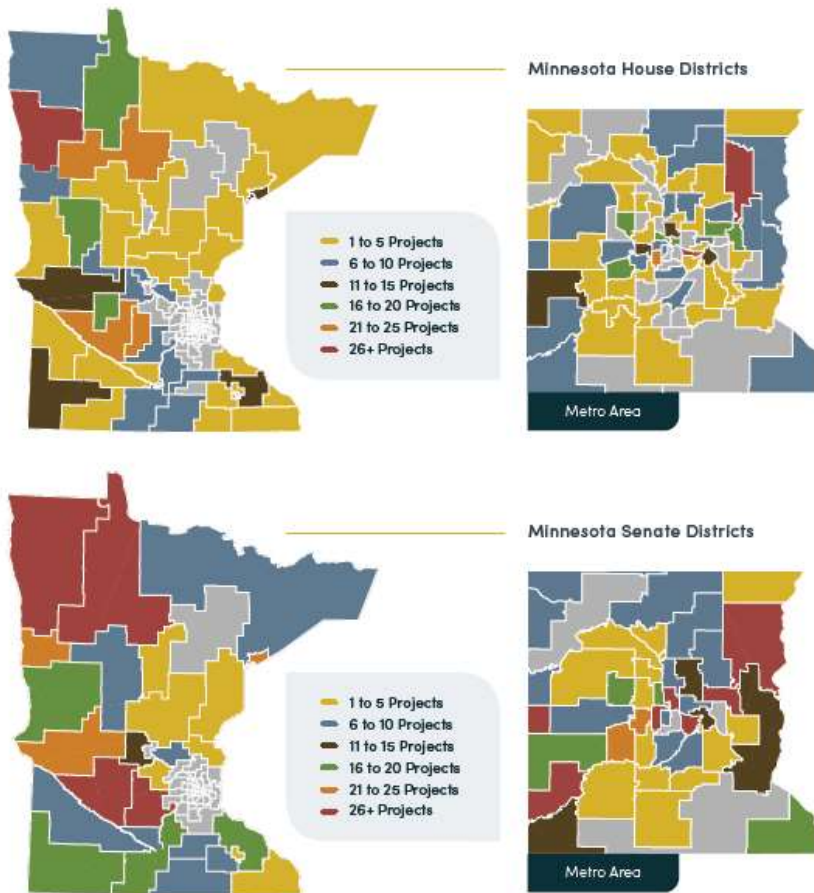 Minnesota House Districts
1 to 5 Projects
6 to 10 Projects
11 to 15 Projects
16 to 20 Projects
21 to 25 Projects
26+ Projects
Metro Area
Minnesota Senate Districts
1 to 5 Projects
6 to 10 Projects
11 to 15 Projects
16 to 20 Projects
21 to 25 Projects
26+ Projects
Metro Area